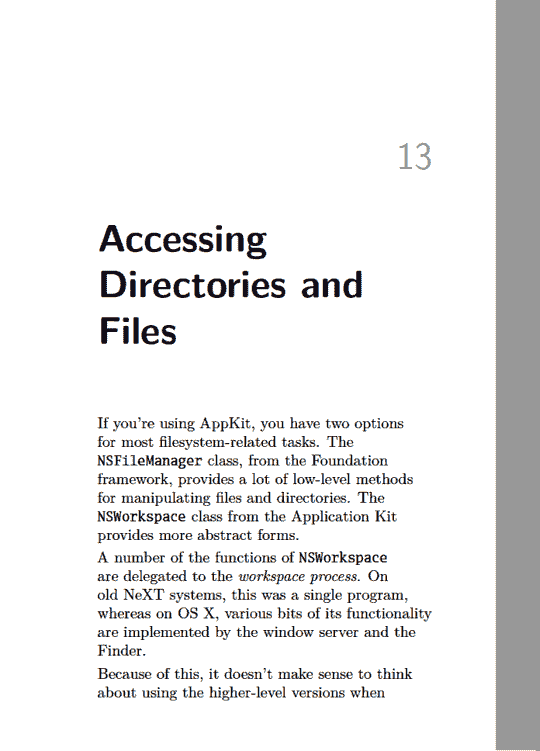 13
Accessing
Directories and
Files
If you're using AppKit, you have two options
for most filesystem-related tasks. The
NSFileManager class, from the Foundation
framework, provides a lot of low-level methods
for manipulating files and directories. The
NSWorkspace class from the Application Kit
provides more abstract forms.
A number of the functions of NSWorkspace
are delegated to the workspace process. On
old NeXT systems, this was a single program,
whereas on OS X, various bits of its functionality
are implemented by the window server and the
Finder.
Because of this, it doesn't make sense to think
about using the higher-level versions when